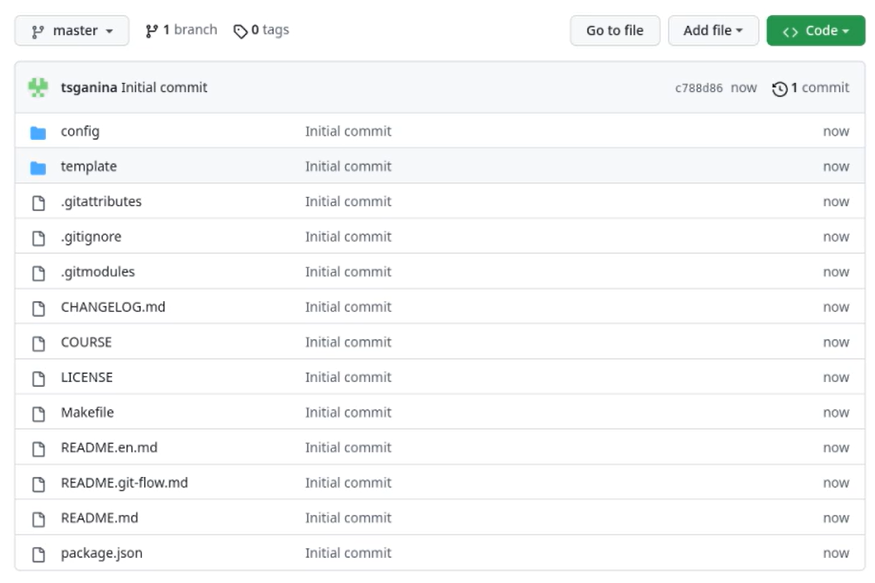 master 1 branch 0 tags Go to file Add file Code
tsganina Initial commit c788d86 now 1 commit
config Initial commit now
template Initial commit now
.gitattributes Initial commit now
.gitignore Initial commit now
.gitmodules Initial commit now
CHANGELOG.md Initial commit now
COURSE Initial commit now
LICENSE Initial commit now
Makefile Initial commit now
README.en.md Initial commit now
README.git-flow.md Initial commit now
README.md Initial commit now
package.json Initial commit now